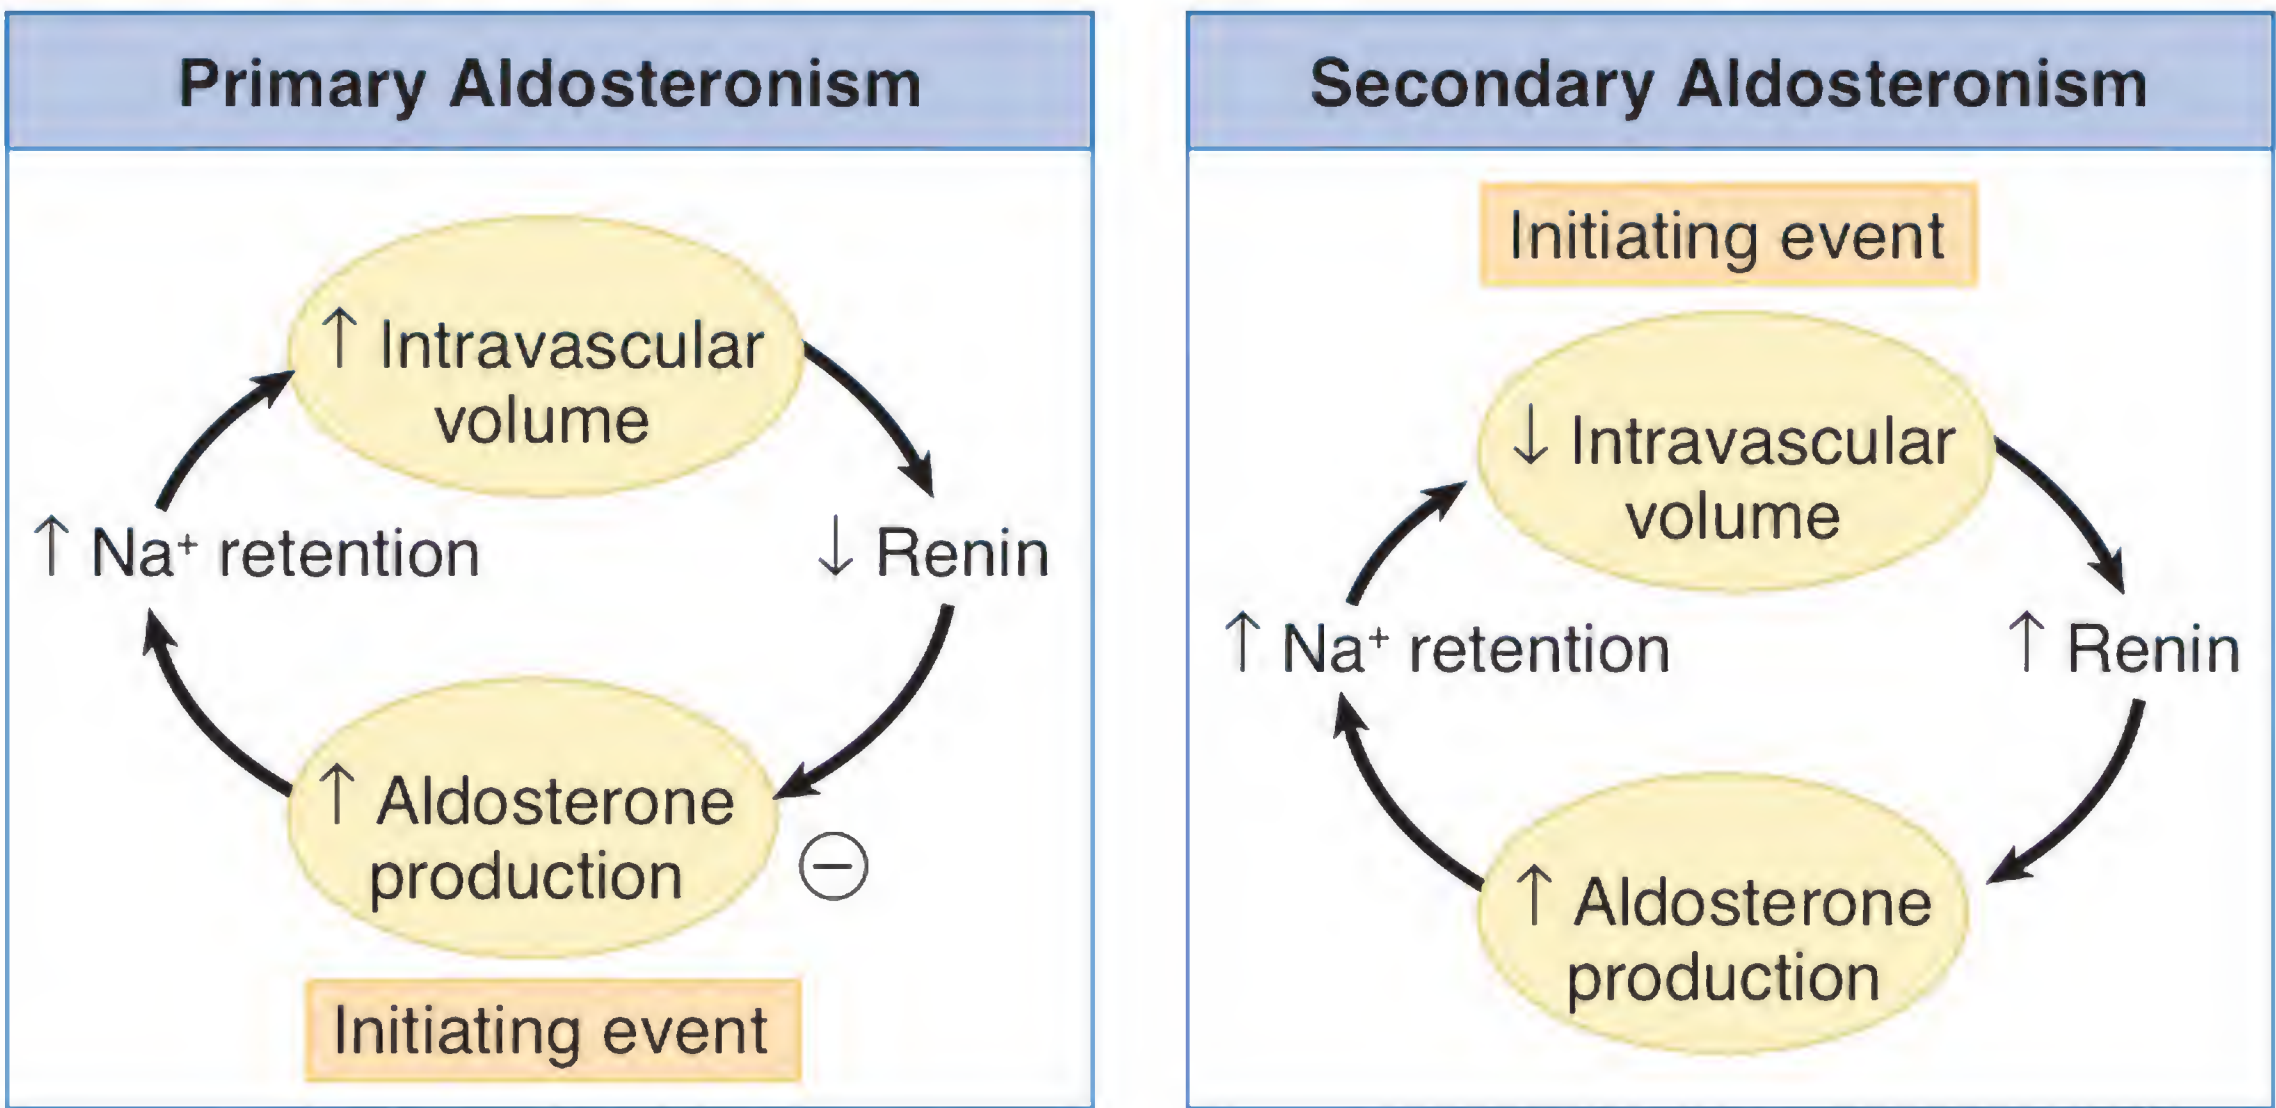 Primary Aldosteronism
↑ Intravascular
volume
↑ Na⁺ retention
↓ Renin
↑ Aldosterone
production
⊖
Initiating event
Secondary Aldosteronism
Initiating event
↓ Intravascular
volume
↑ Na⁺ retention
↑ Renin
↑ Aldosterone
production